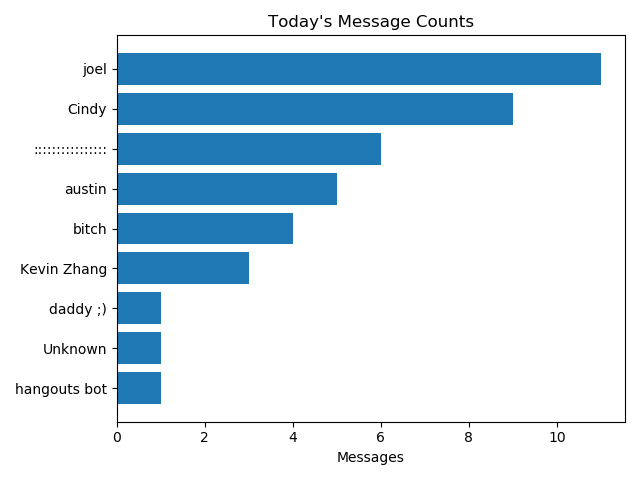 Today's Message Counts
joel
Cindy
::::::::::::::::
austin
bitch
Kevin Zhang
daddy ;)
Unknown
hangouts bot
0 2 4 6 8 10
Messages